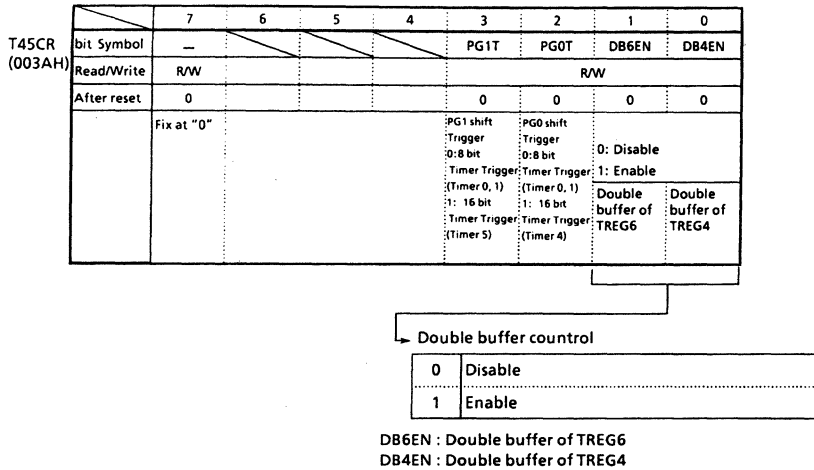 7 6 5 4 3 2 1 0
T45CR
(003AH)
bit Symbol — PG1T PG0T DB6EN DB4EN
Read/Write R/W R/W
After reset 0 0 0 0 0
Fix at "0"
PG1 shift
Trigger
0:8 bit
Timer Trigger
(Timer 0, 1)
1: 16 bit
Timer Trigger
(Timer 5)
PG0 shift
Trigger
0:8 bit
Timer Trigger
(Timer 0, 1)
1: 16 bit
Timer Trigger
(Timer 4)
0: Disable
1: Enable
Double
buffer of
TREG6
Double
buffer of
TREG4
Double buffer countrol
0 Disable
1 Enable
DB6EN : Double buffer of TREG6
DB4EN : Double buffer of TREG4